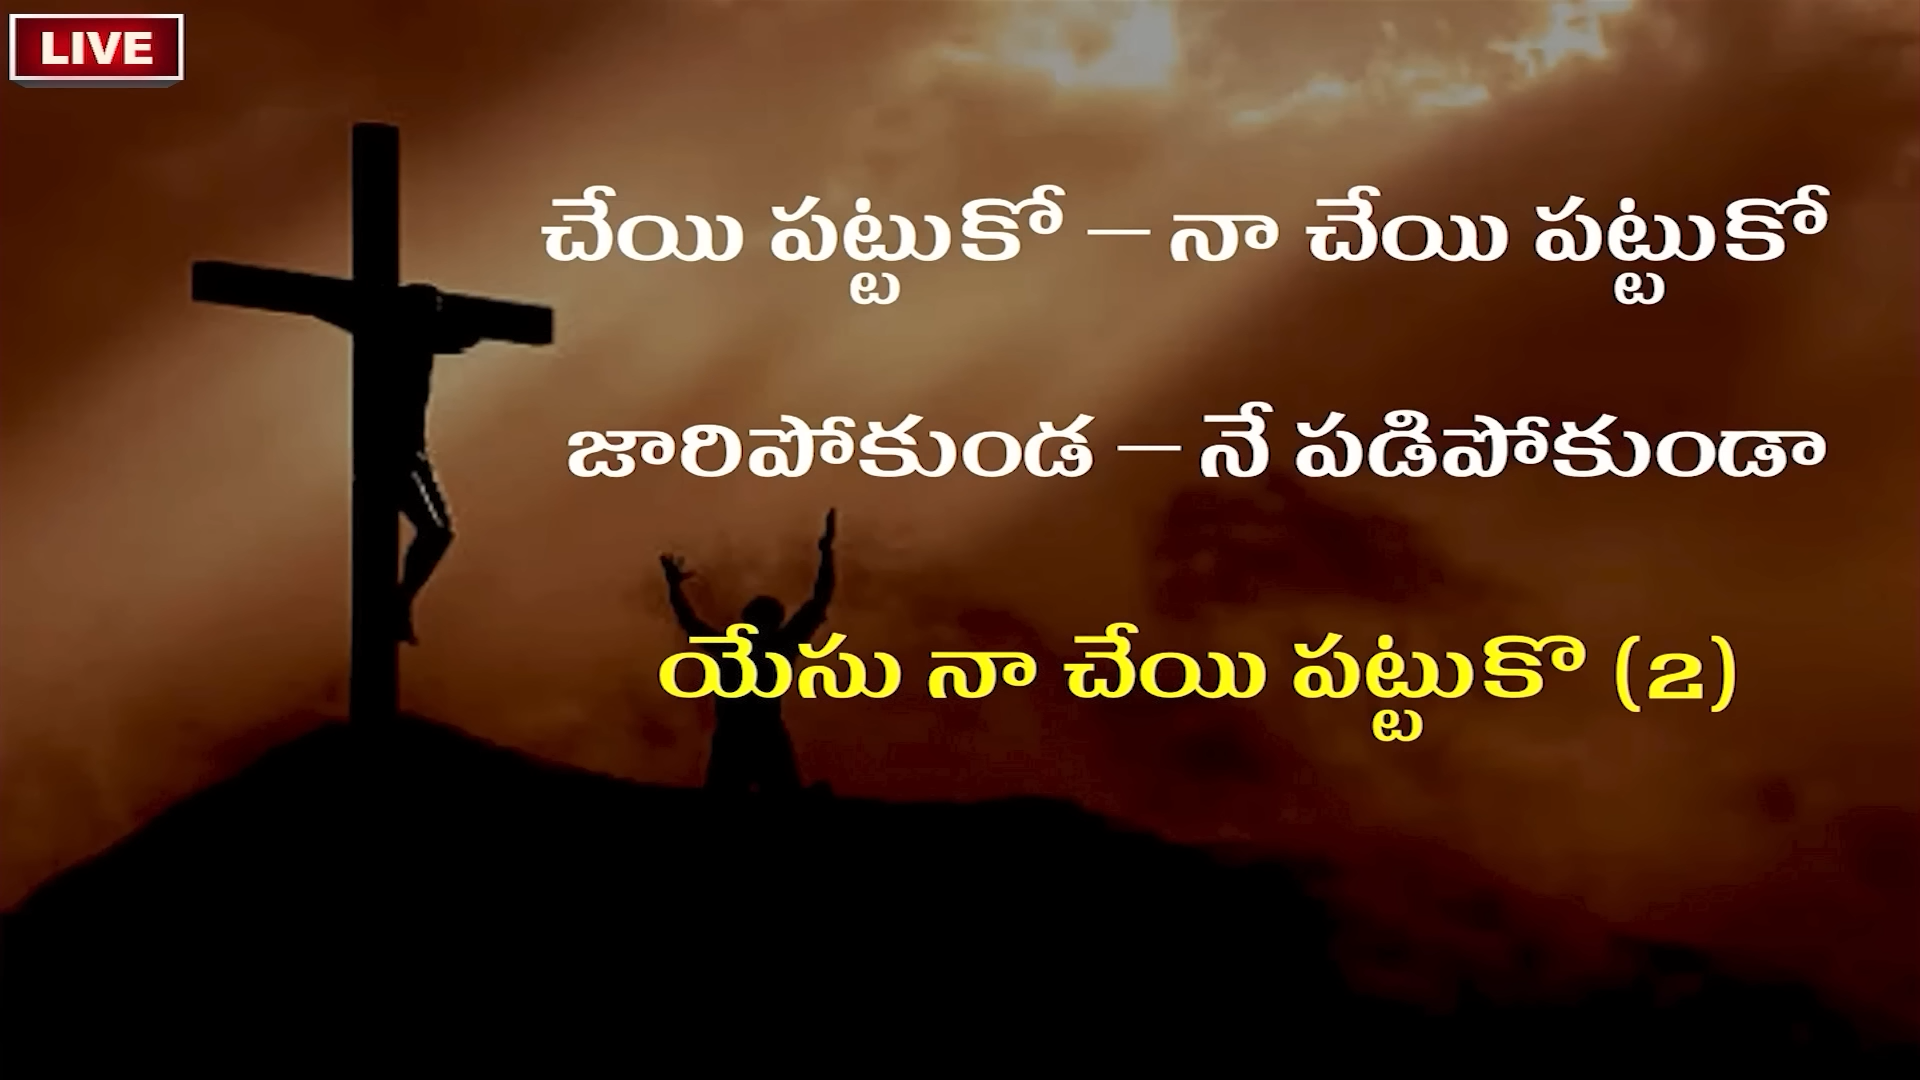 LIVE
చేయి పట్టుకో – నా చేయి పట్టుకో
జారిపోకుండ – నే పడిపోకుండా
యేసు నా చేయి పట్టుకొ (2)